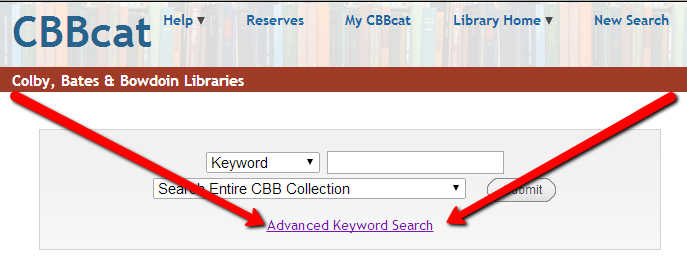 CBBcat
Help ▾ Reserves My CBBcat Library Home ▾ New Search
Colby, Bates & Bowdoin Libraries
Keyword
Search Entire CBB Collection
Advanced Keyword Search